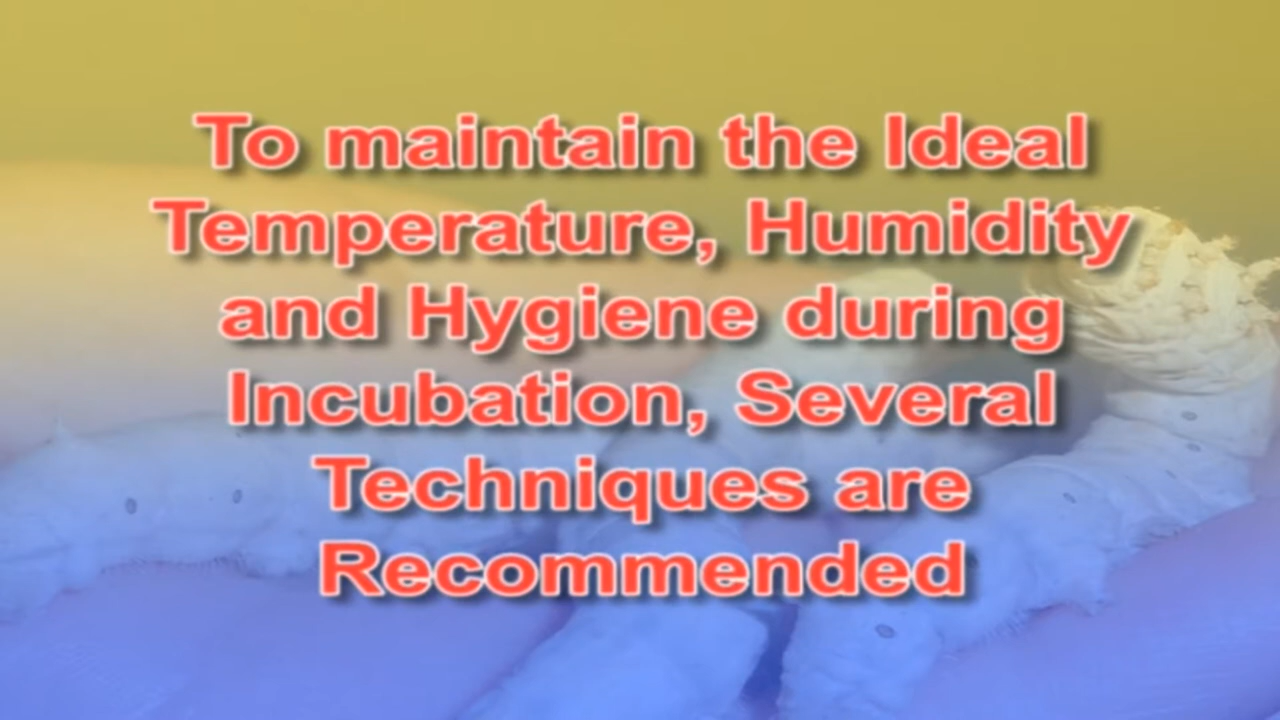 To maintain the Ideal
Temperature, Humidity
and Hygiene during
Incubation, Several
Techniques are
Recommended